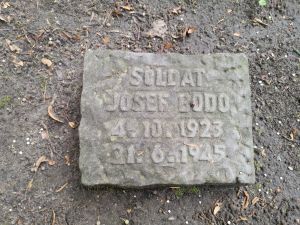 SOLDAT
JOSEF BODO
4. 10. 1923
21. 6. 1945